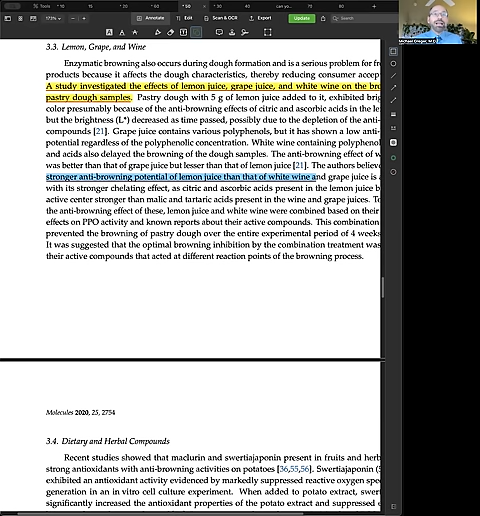 Tools
10
60
50
30
40
can yo..
70
80
173%
Annotate
Edit
Scan & OCR
Export
Update
Search
Michael Greger, M.D.
3.3. Lemon, Grape, and Wine
Enzymatic browning also occurs during dough formation and is a serious problem for fr
products because it affects the dough characteristics, thereby reducing consumer accep
A study investigated the effects of lemon juice, grape juice, and white wine on the bro
pastry dough samples. Pastry dough with 5 g of lemon juice added to it, exhibited brig
color presumably because of the anti-browning effects of citric and ascorbic acids in the le
but the brightness (L*) decreased as time passed, possibly due to the depletion of the anti-
compounds [21]. Grape juice contains various polyphenols, but it has shown a low anti-
potential regardless of the polyphenolic concentration. White wine containing polyphenol
and acids also delayed the browning of the dough samples. The anti-browning effect of w
was better than that of grape juice but lesser than that of lemon juice [21]. The authors believe
stronger anti-browning potential of lemon juice than that of white wine and grape juice is a
with its stronger chelating effect, as citric and ascorbic acids present in the lemon juice b
active center stronger than malic and tartaric acids present in the wine and grape juices. To
the anti-browning effect of these, lemon juice and white wine were combined based on their
effects on PPO activity and known reports about their active compounds. This combination
prevented the browning of pastry dough over the entire experimental period of 4 weeks
It was suggested that the optimal browning inhibition by the combination treatment was
their active compounds that acted at different reaction points of the browning process.
Molecules 2020, 25, 2754
3.4. Dietary and Herbal Compounds
Recent studies showed that maclurin and swertiajaponin present in fruits and herb
strong antioxidants with anti-browning activities on potatoes [36,55,56]. Swertiajaponin (S
exhibited an antioxidant activity evidenced by markedly suppressed reactive oxygen spe
generation in an in vitro cell culture experiment. When added to potato extract, swer
significantly increased the antioxidant properties of the potato extract and suppressed e